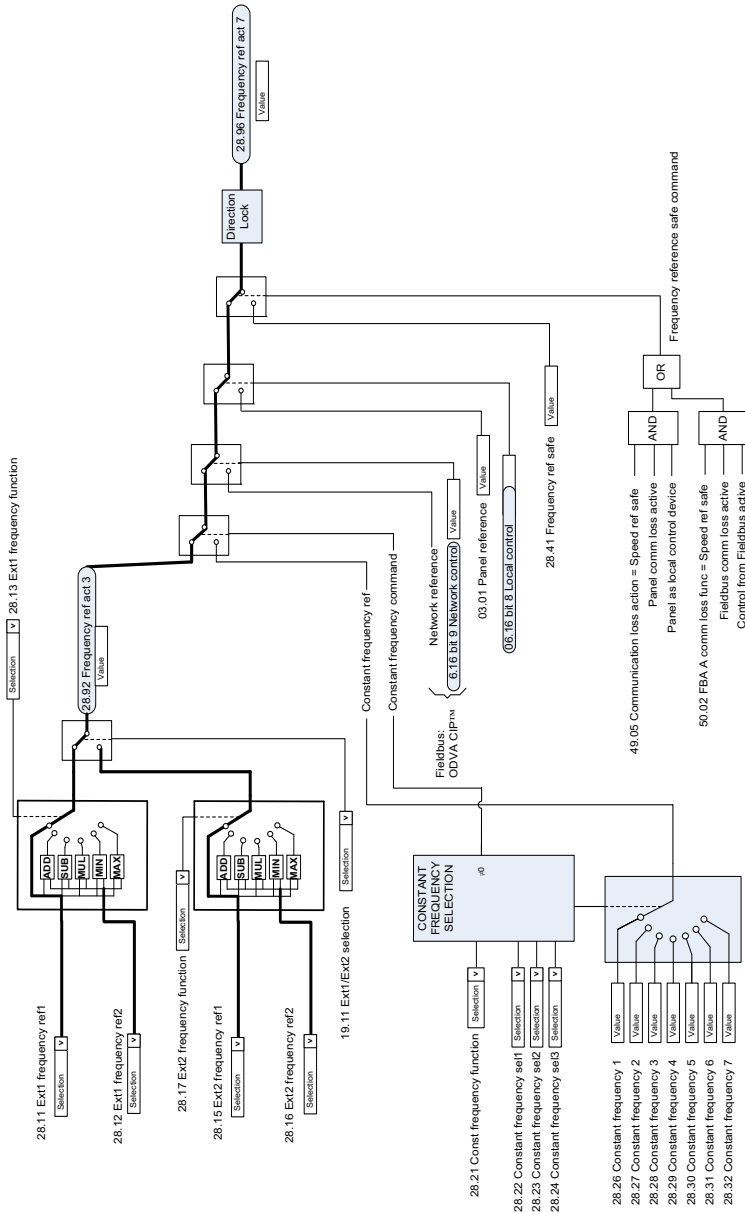 28.13 Ext1 frequency function
Selection
v
28.11 Ext1 frequency ref1
Selection
v
28.12 Ext1 frequency ref2
Selection
v
ADD
SUB
MUL
MIN
MAX
28.17 Ext2 frequency function
Selection
v
28.15 Ext2 frequency ref1
Selection
v
28.16 Ext2 frequency ref2
Selection
v
ADD
SUB
MUL
MIN
MAX
19.11 Ext1/Ext2 selection
Selection
v
28.92 Frequency ref act 3
Value
Direction
Lock
28.96 Frequency ref act 7
Value
28.21 Const frequency function
Selection
v
28.22 Constant frequency sel1
Selection
v
28.23 Constant frequency sel2
Selection
v
28.24 Constant frequency sel3
Selection
v
CONSTANT
FREQUENCY
SELECTION
≠0
Constant frequency ref
Constant frequency command
Fieldbus:
ODVA CIP™
Network reference
6.16 bit 9 Network control
Value
03.01 Panel reference
Value
06.16 bit 8 Local control
28.41 Frequency ref safe
Value
28.26 Constant frequency 1
Value
28.27 Constant frequency 2
Value
28.28 Constant frequency 3
Value
28.29 Constant frequency 4
Value
28.30 Constant frequency 5
Value
28.31 Constant frequency 6
Value
28.32 Constant frequency 7
Value
49.05 Communication loss action = Speed ref safe
Panel comm loss active
Panel as local control device
AND
50.02 FBA A comm loss func = Speed ref safe
Fieldbus comm loss active
Control from Fieldbus active
AND
OR
Frequency reference safe command